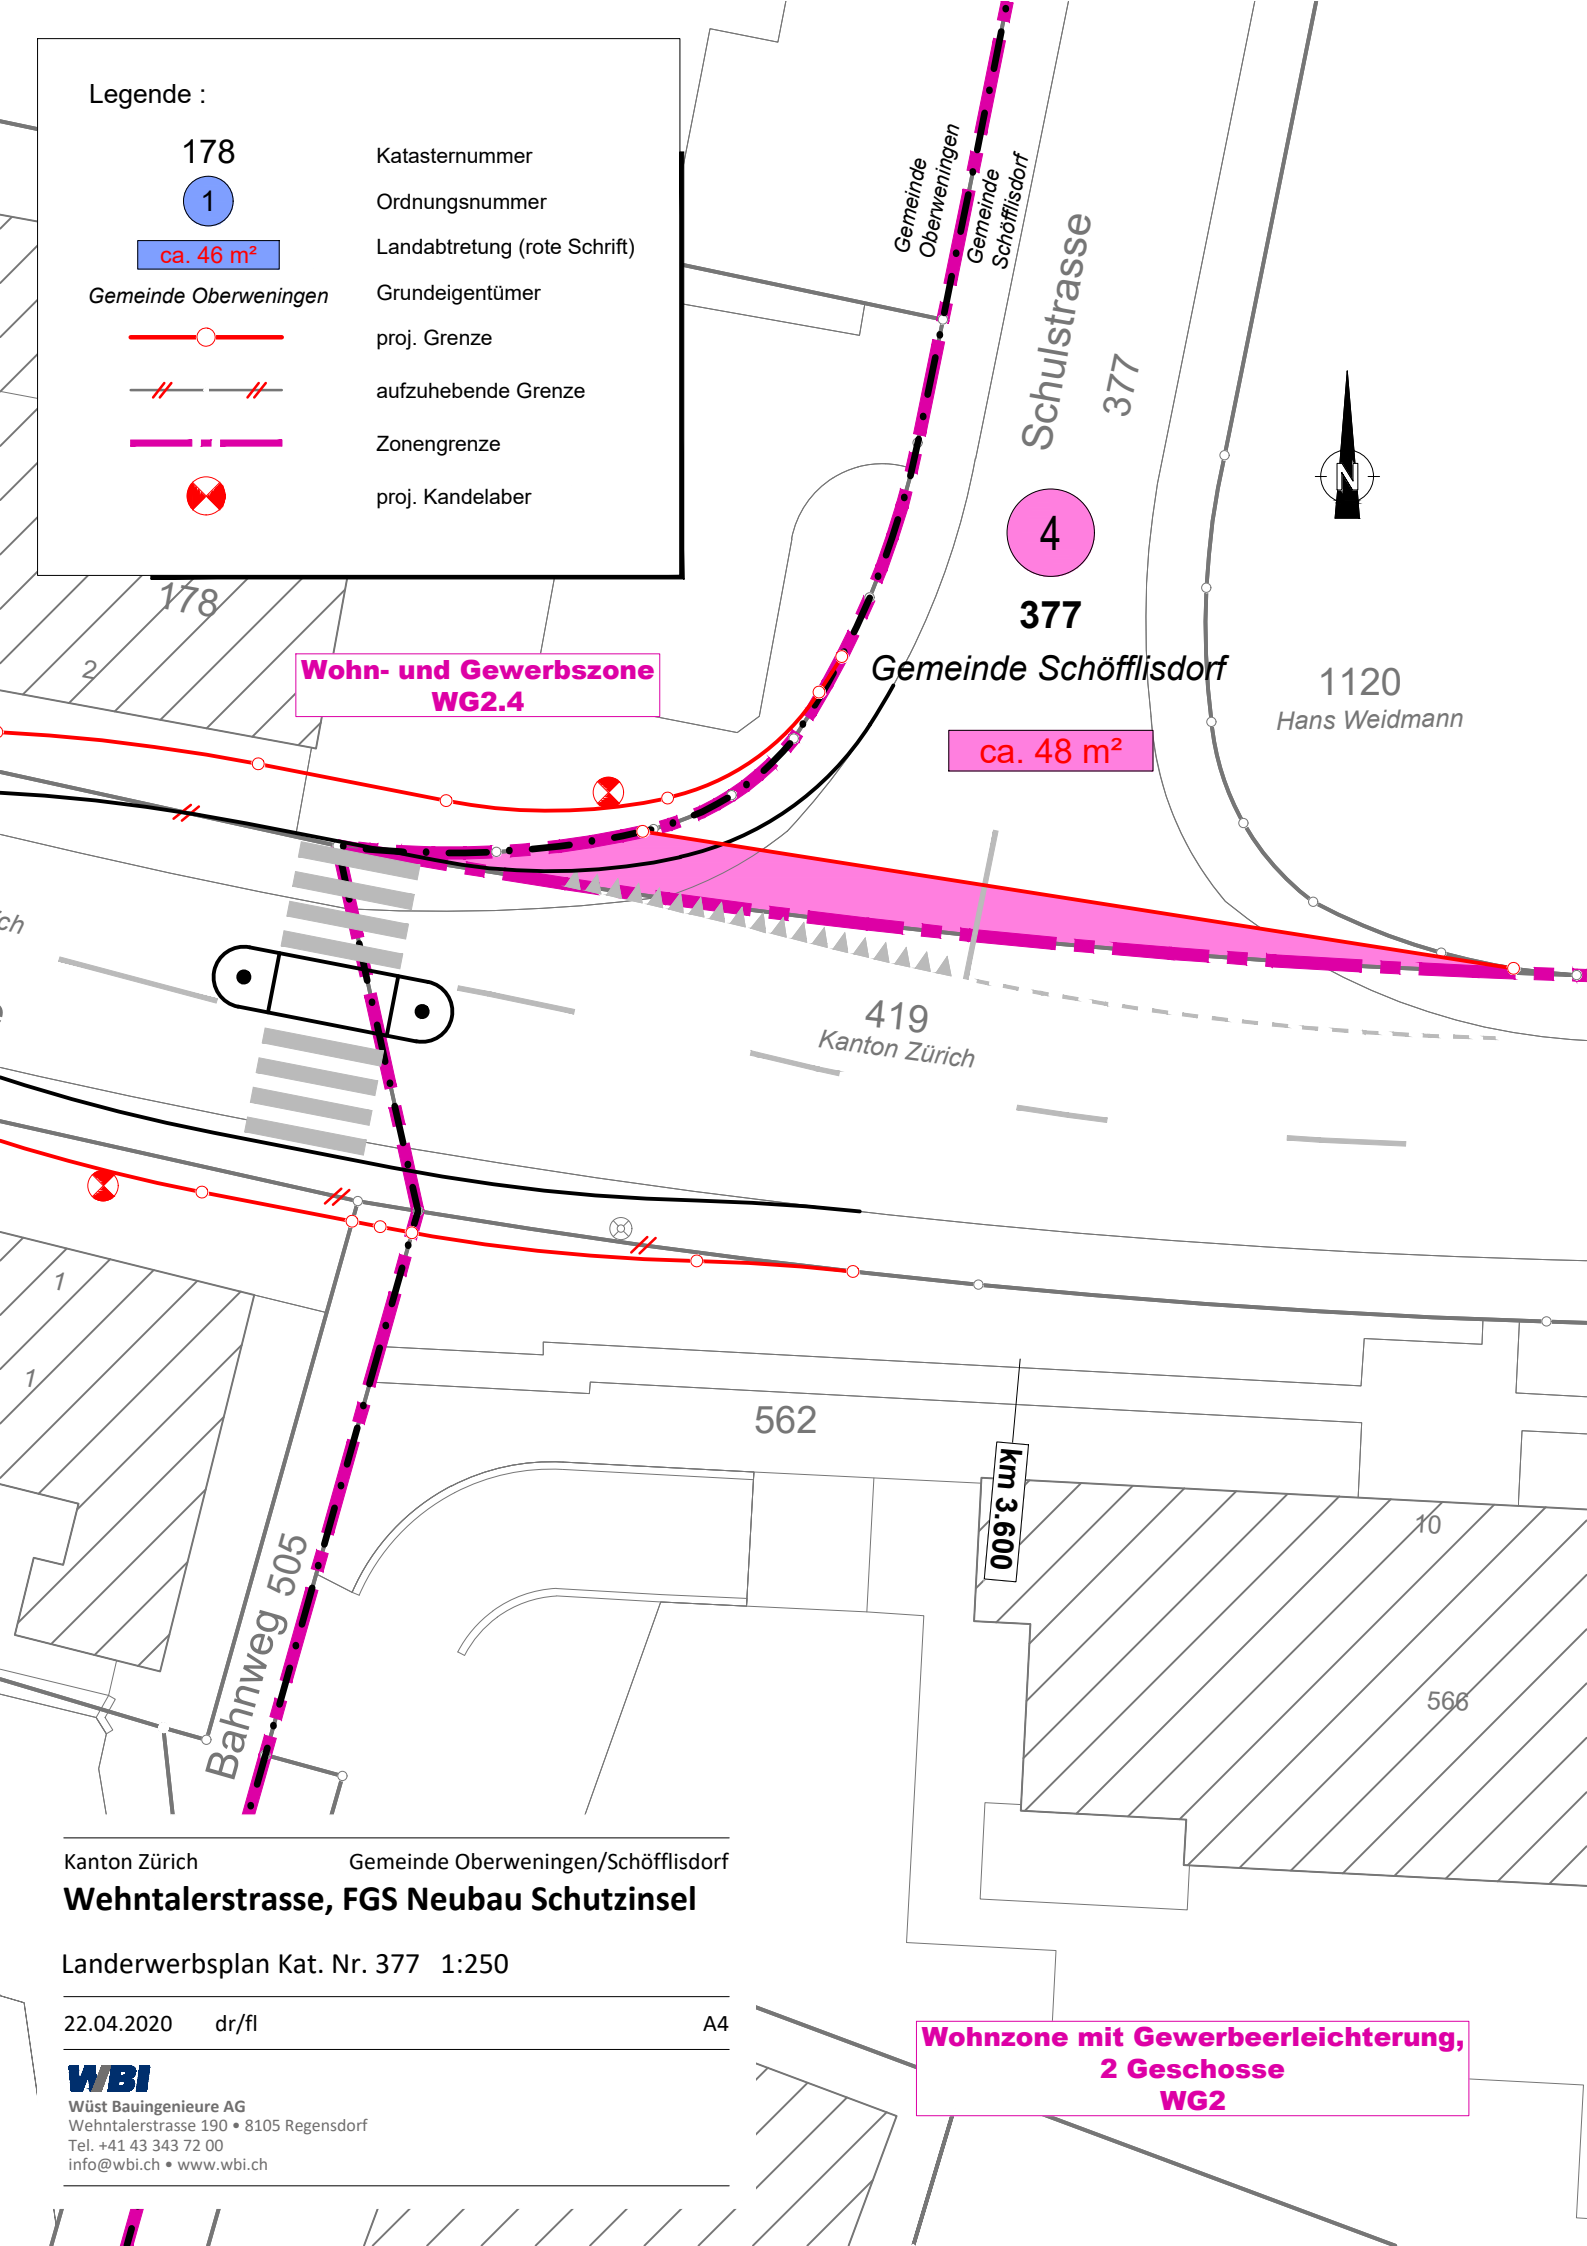 Legende :
178
Katasternummer
1
Ordnungsnummer
ca. 46 m²
Landabtretung (rote Schrift)
Gemeinde Oberweningen
Grundeigentümer
proj. Grenze
aufzuhebende Grenze
Zonengrenze
proj. Kandelaber
Gemeinde
Oberweningen
Gemeinde
Schöfflisdorf
Schulstrasse
377
N
4
377
Gemeinde Schöfflisdorf
ca. 48 m²
1120
Hans Weidmann
178
2
Wohn- und Gewerbszone
WG2.4
419
Kanton Zürich
1
1
562
km 3.600
10
566
Bahnweg 505
Kanton Zürich Gemeinde Oberweningen/Schöfflisdorf
Wehntalerstrasse, FGS Neubau Schutzinsel
Landerwerbsplan Kat. Nr. 377 1:250
22.04.2020 dr/fl A4
WBI
Wüst Bauingenieure AG
Wehntalerstrasse 190 • 8105 Regensdorf
Tel. +41 43 343 72 00
info@wbi.ch • www.wbi.ch
Wohnzone mit Gewerbeerleichterung,
2 Geschosse
WG2